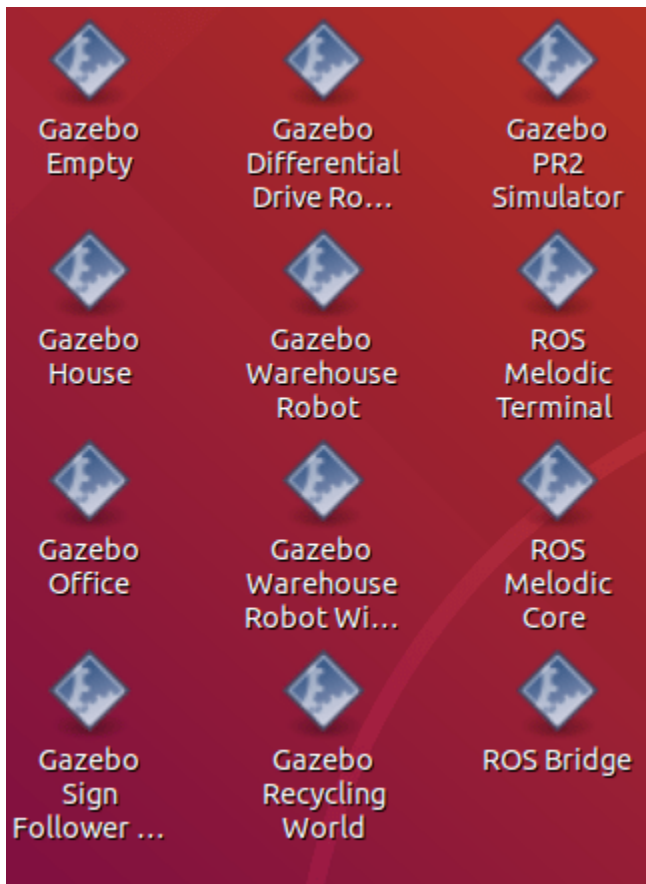 Gazebo
Empty
Gazebo
Differential
Drive Ro...
Gazebo
PR2
Simulator
Gazebo
House
Gazebo
Warehouse
Robot
ROS
Melodic
Terminal
Gazebo
Office
Gazebo
Warehouse
Robot Wi...
ROS
Melodic
Core
Gazebo
Sign
Follower ...
Gazebo
Recycling
World
ROS Bridge